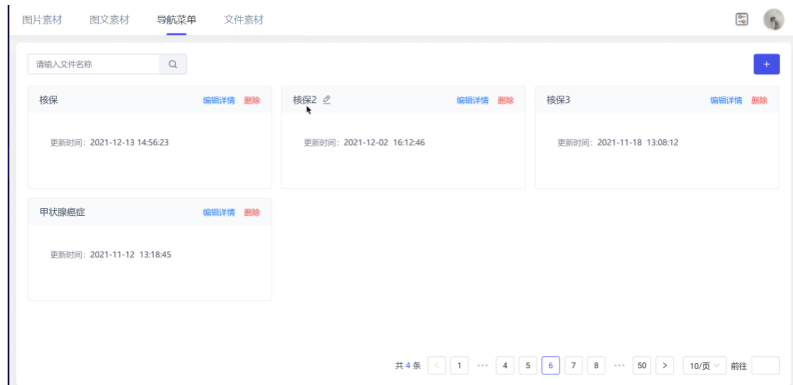 图片素材 图文素材 导航菜单 文件素材
请输入文件名称
+
核保 编辑详情 删除 核保2 编辑详情 删除 核保3 编辑详情 删除
更新时间：2021-12-13 14:56:23 更新时间：2021-12-02 16:12:46 更新时间：2021-11-18 13:08:12
甲状腺癌症 编辑详情 删除
更新时间：2021-11-12 13:18:45
共 4 条 < 1 ··· 4 5 6 7 8 ··· 50 > 10/页 前往